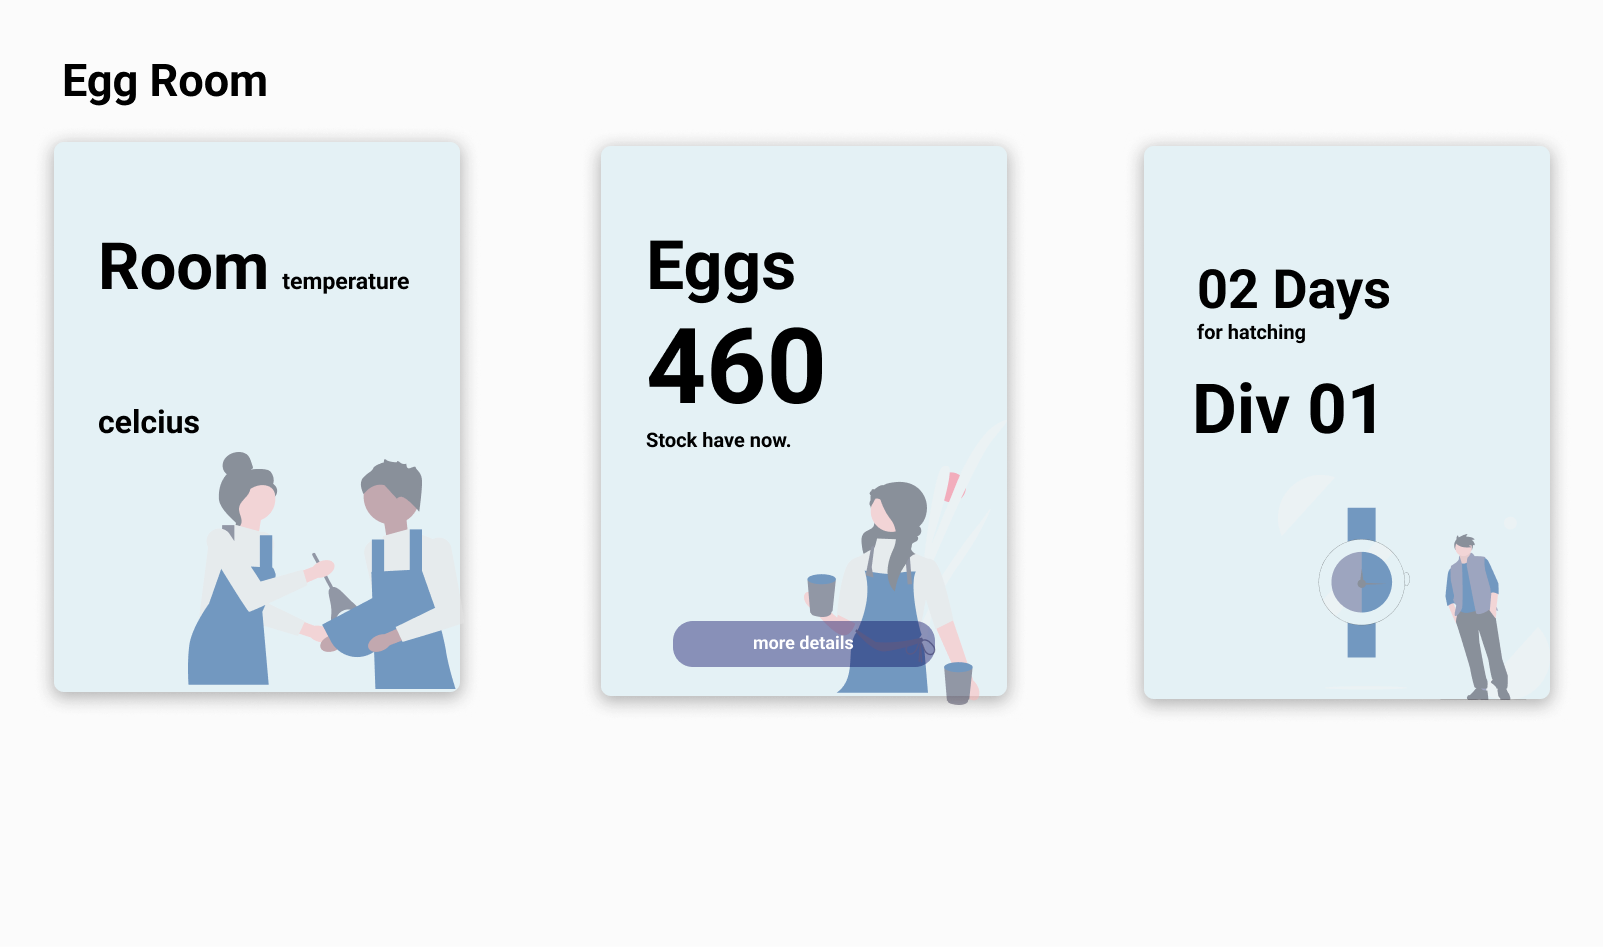 Egg Room
Room temperature
celcius
Eggs
460
Stock have now.
more details
02 Days
for hatching
Div 01